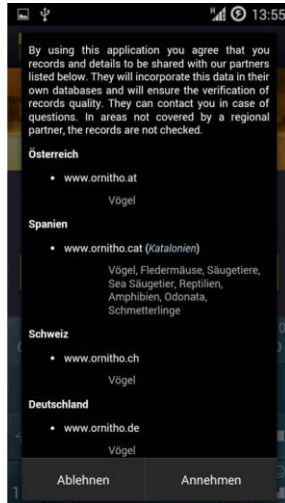 13:55
By using this application you agree that you
records and details to be shared with our partners
listed below. They will incorporate this data in their
own databases and will ensure the verification of
records quality. They can contact you in case of
questions. In areas not covered by a regional
partner, the records are not checked.
Österreich
• www.ornitho.at
Vögel
Spanien
• www.ornitho.cat (Katalonien)
Vögel, Fledermäuse, Säugetiere,
Sea Säugetier, Reptilien,
Amphibien, Odonata,
Schmetterlinge
Schweiz
• www.ornitho.ch
Vögel
Deutschland
• www.ornitho.de
Vögel
Ablehnen Annehmen